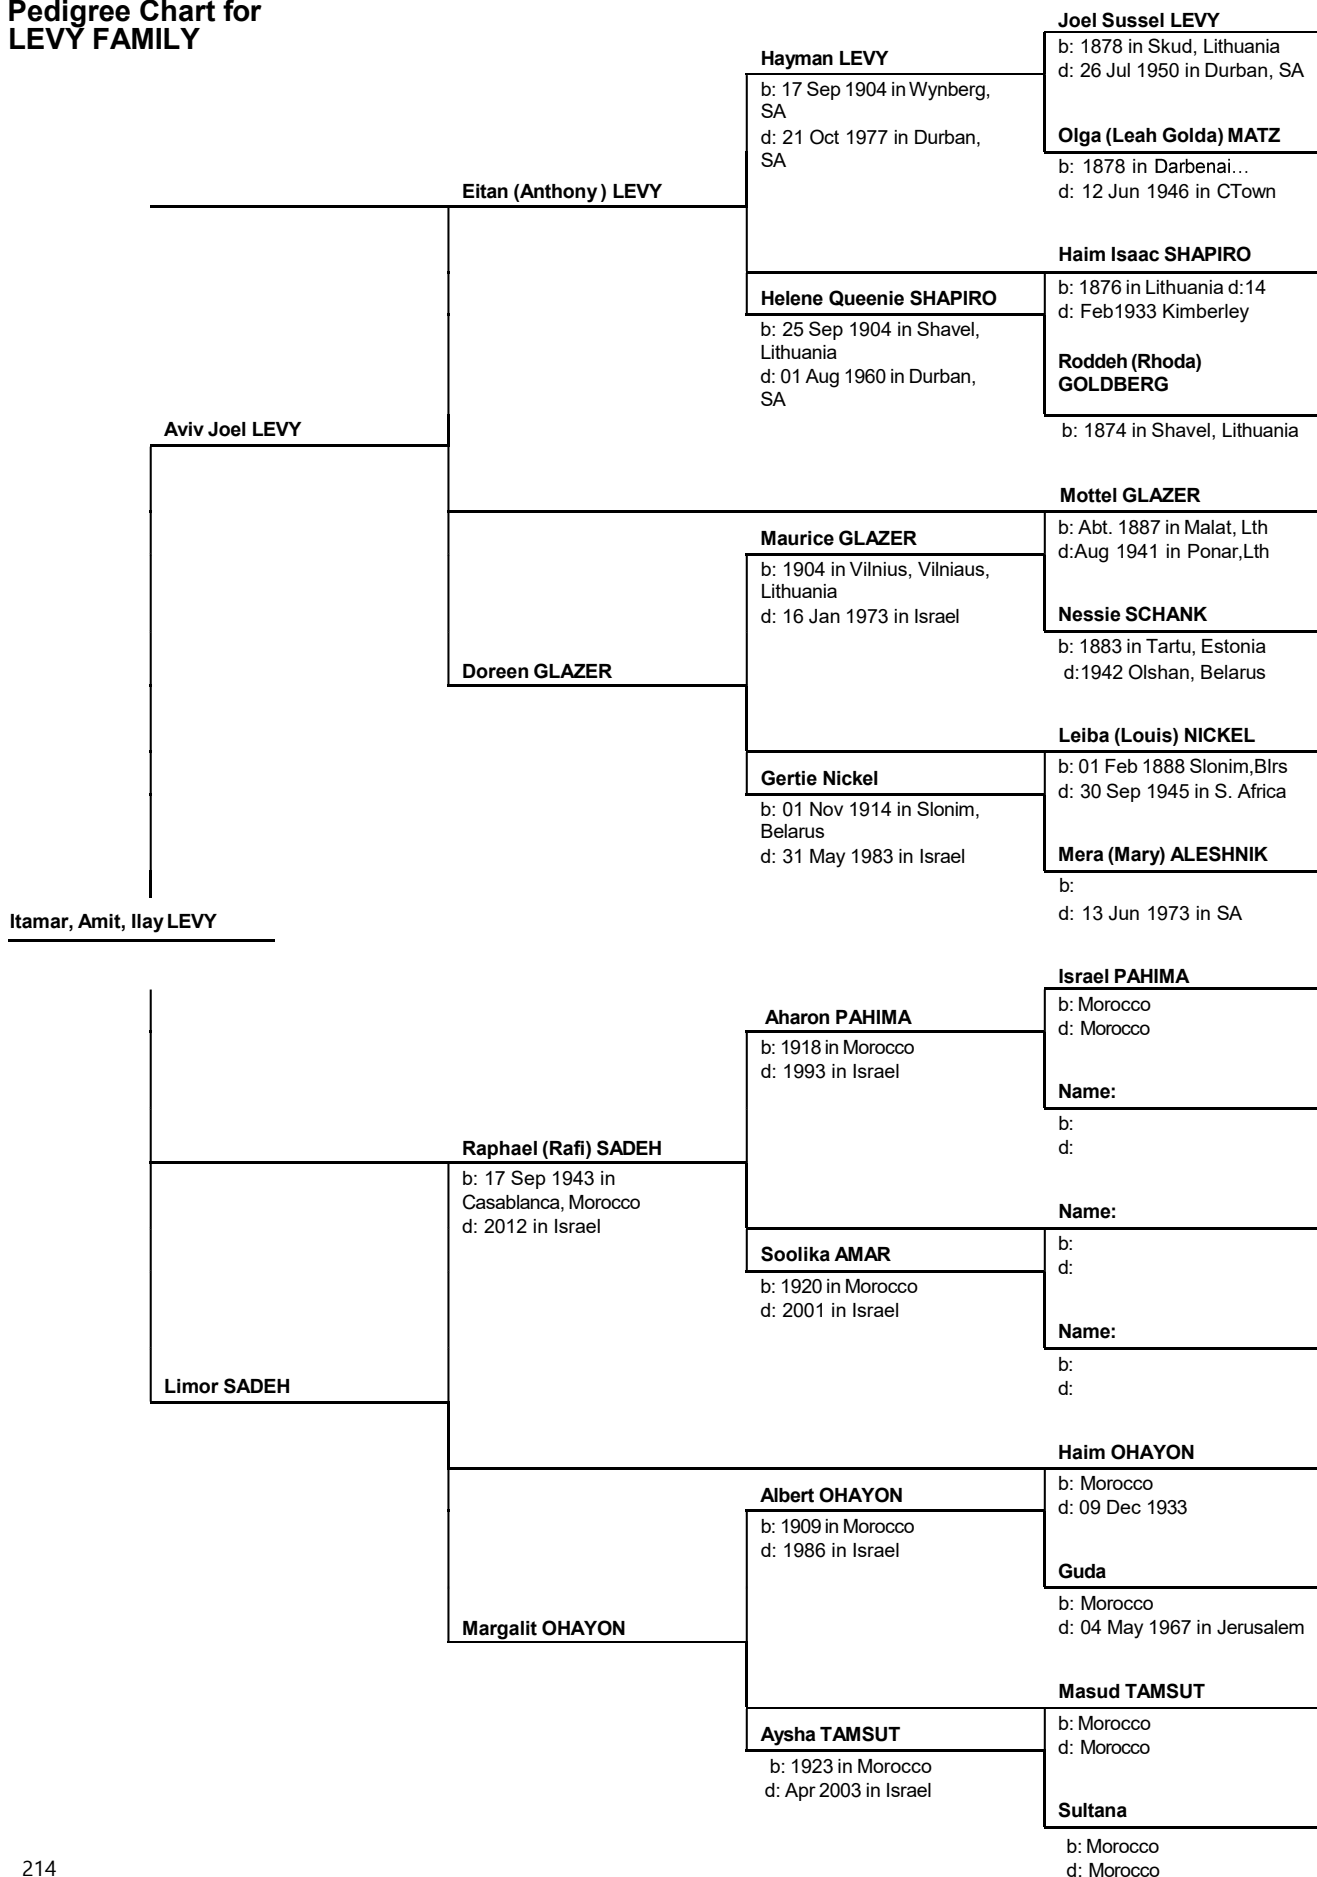 Pedigree Chart for
LEVY FAMILY
Joel Sussel LEVY
b: 1878 in Skud, Lithuania
d: 26 Jul 1950 in Durban, SA
Hayman LEVY
b: 17 Sep 1904 in Wynberg,
SA
d: 21 Oct 1977 in Durban,
SA
Olga (Leah Golda) MATZ
b: 1878 in Darbenai…
d: 12 Jun 1946 in CTown
Eitan (Anthony ) LEVY
Haim Isaac SHAPIRO
b: 1876 in Lithuania d:14
d: Feb1933 Kimberley
Helene Queenie SHAPIRO
b: 25 Sep 1904 in Shavel,
Lithuania
d: 01 Aug 1960 in Durban,
SA
Roddeh (Rhoda)
GOLDBERG
b: 1874 in Shavel, Lithuania
Aviv Joel LEVY
Mottel GLAZER
b: Abt. 1887 in Malat, Lth
d:Aug 1941 in Ponar,Lth
Maurice GLAZER
b: 1904 in Vilnius, Vilniaus,
Lithuania
d: 16 Jan 1973 in Israel
Nessie SCHANK
b: 1883 in Tartu, Estonia
d:1942 Olshan, Belarus
Doreen GLAZER
Leiba (Louis) NICKEL
b: 01 Feb 1888 Slonim,Blrs
d: 30 Sep 1945 in S. Africa
Gertie Nickel
b: 01 Nov 1914 in Slonim,
Belarus
d: 31 May 1983 in Israel
Mera (Mary) ALESHNIK
b:
d: 13 Jun 1973 in SA
Itamar, Amit, Ilay LEVY
Israel PAHIMA
b: Morocco
d: Morocco
Aharon PAHIMA
b: 1918 in Morocco
d: 1993 in Israel
Name:
b:
d:
Raphael (Rafi) SADEH
b: 17 Sep 1943 in
Casablanca, Morocco
d: 2012 in Israel
Name:
b:
d:
Soolika AMAR
b: 1920 in Morocco
d: 2001 in Israel
Name:
b:
d:
Limor SADEH
Haim OHAYON
b: Morocco
d: 09 Dec 1933
Albert OHAYON
b: 1909 in Morocco
d: 1986 in Israel
Guda
b: Morocco
d: 04 May 1967 in Jerusalem
Margalit OHAYON
Masud TAMSUT
b: Morocco
d: Morocco
Aysha TAMSUT
b: 1923 in Morocco
d: Apr 2003 in Israel
Sultana
b: Morocco
d: Morocco
214